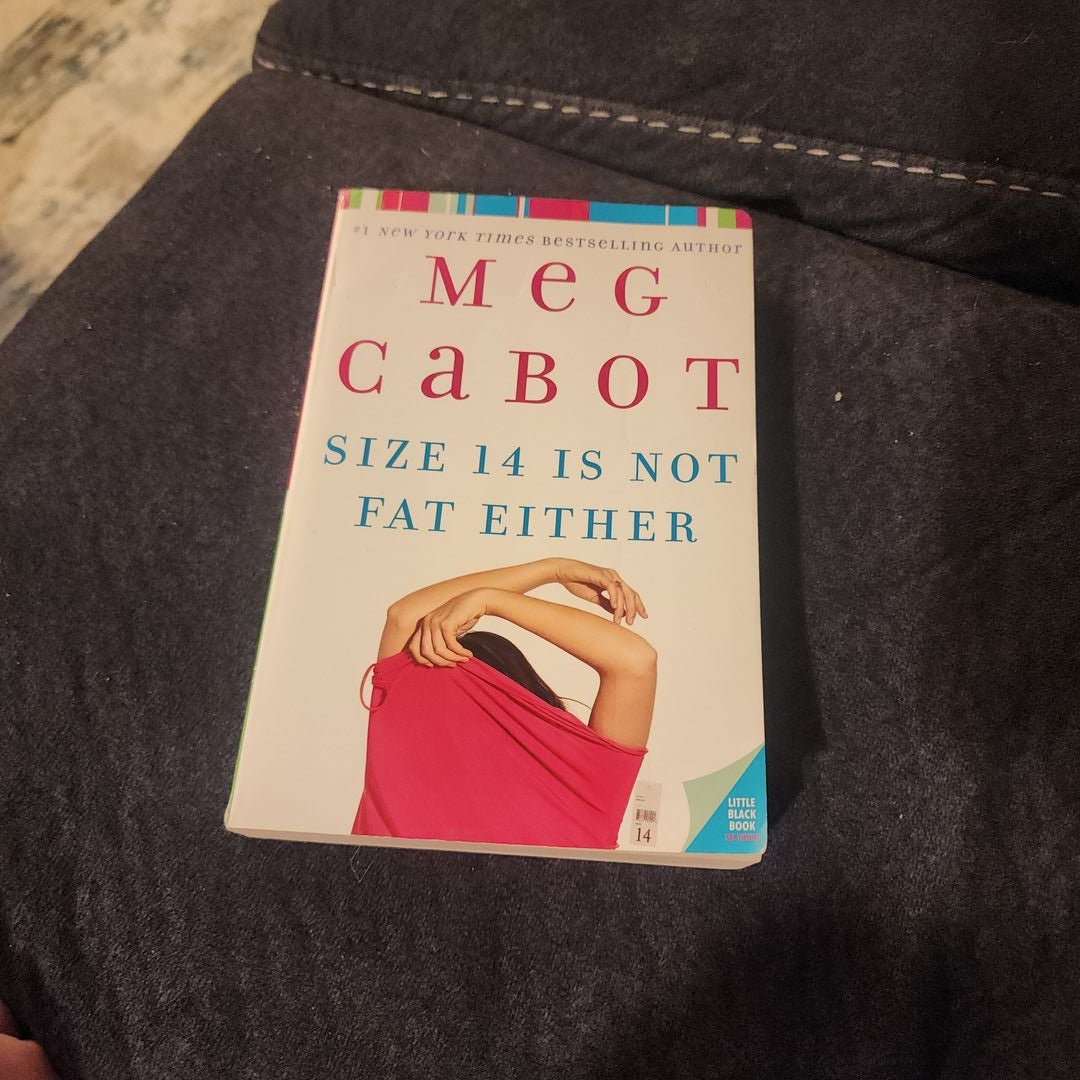 #1 New York Times BESTSELLING AUTHOR
Meg
Cabot
SIZE 14 IS NOT
FAT EITHER
14
LITTLE
BLACK
BOOK